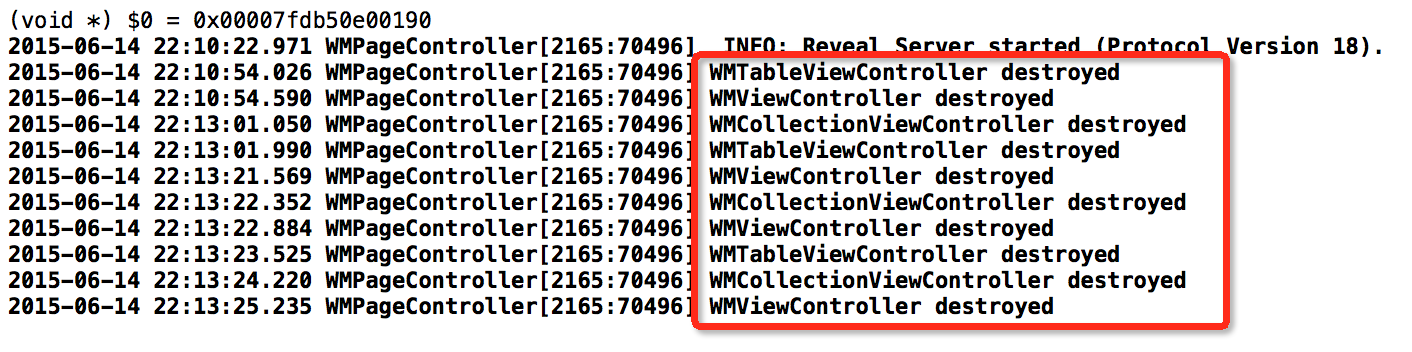 (void *) $0 = 0x00007fdb50e00190
2015-06-14 22:10:22.971 WMPageController[2165:70496]  INFO: Reveal Server started (Protocol Version 18).
2015-06-14 22:10:54.026 WMPageController[2165:70496] WMTableViewController destroyed
2015-06-14 22:10:54.590 WMPageController[2165:70496] WMViewController destroyed
2015-06-14 22:13:01.050 WMPageController[2165:70496] WMCollectionViewController destroyed
2015-06-14 22:13:01.990 WMPageController[2165:70496] WMTableViewController destroyed
2015-06-14 22:13:21.569 WMPageController[2165:70496] WMViewController destroyed
2015-06-14 22:13:22.352 WMPageController[2165:70496] WMCollectionViewController destroyed
2015-06-14 22:13:22.884 WMPageController[2165:70496] WMViewController destroyed
2015-06-14 22:13:23.525 WMPageController[2165:70496] WMTableViewController destroyed
2015-06-14 22:13:24.220 WMPageController[2165:70496] WMCollectionViewController destroyed
2015-06-14 22:13:25.235 WMPageController[2165:70496] WMViewController destroyed